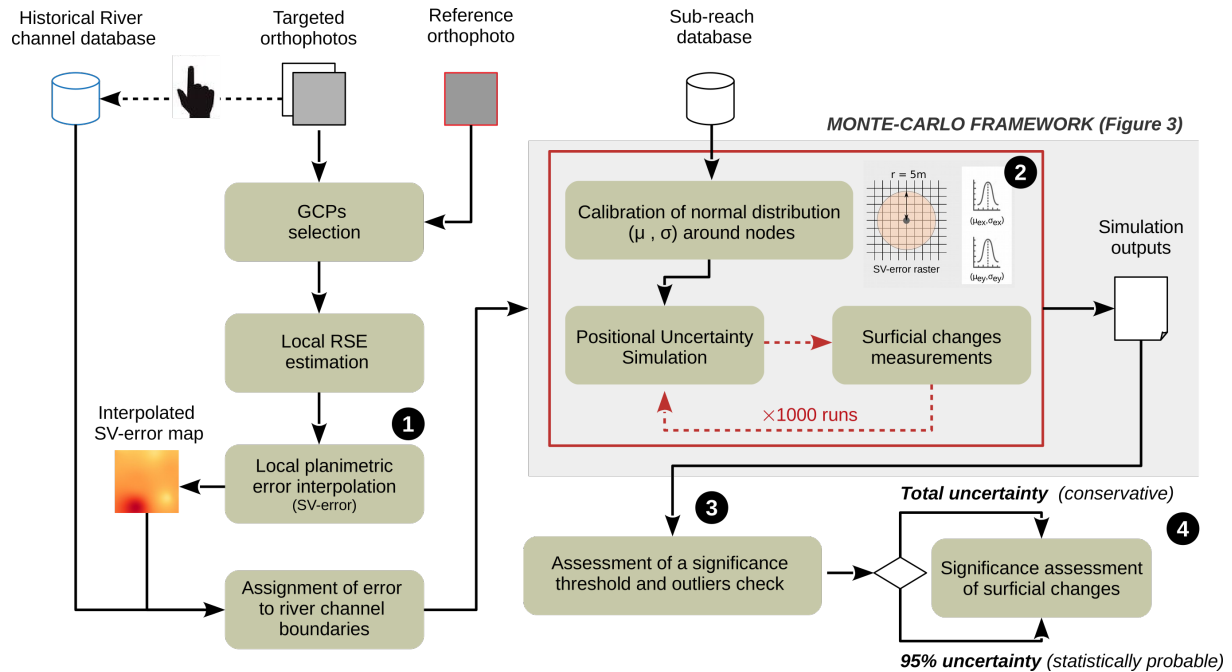 Historical River
channel database
Targeted
orthophotos
Reference
orthophoto
Sub-reach
database
MONTE-CARLO FRAMEWORK (Figure 3)
GCPs
selection
Local RSE
estimation
Interpolated
SV-error map
1
Local planimetric
error interpolation
(SV-error)
Assignment of error
to river channel
boundaries
2
Calibration of normal distribution
(μ , σ) around nodes
r = 5m
SV-error raster
(μex,σex)
(μey,σey)
Positional Uncertainty
Simulation
Surficial changes
measurements
×1000 runs
Simulation
outputs
3
Assessment of a significance
threshold and outliers check
Total uncertainty (conservative)
4
Significance assessment
of surficial changes
95% uncertainty (statistically probable)